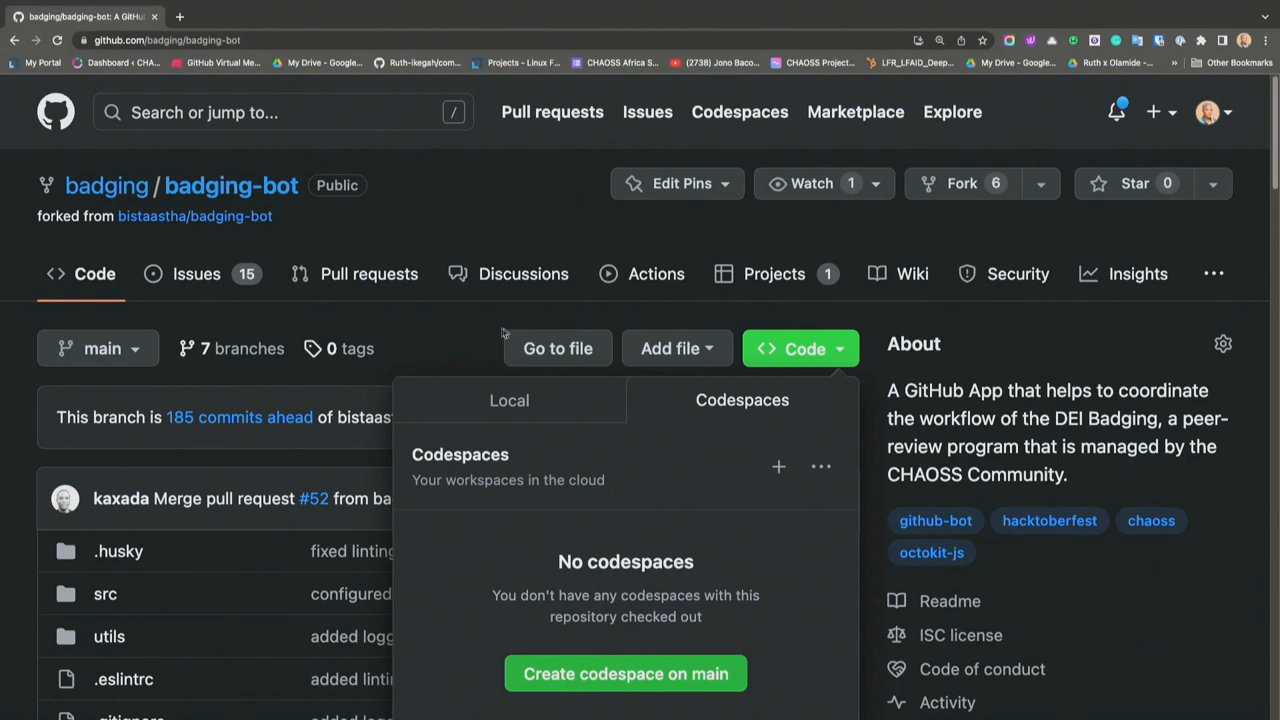 badging/badging-bot: A GitHu
github.com/badging/badging-bot
My Portal
Dashboard ‹ CHA...
GitHub Virtual Me...
My Drive - Google...
Ruth-ikegah/com...
Projects - Linux F...
CHAOSS Africa S...
(2738) Jono Baco...
CHAOSS Project...
LFR_LFAID_Deep...
My Drive - Google...
Ruth x Olamide -...
»
Other Bookmarks
Search or jump to... /
Pull requests Issues Codespaces Marketplace Explore
badging / badging-bot Public
Edit Pins Watch 1 Fork 6 Star 0
forked from bistaastha/badging-bot
Code Issues 15 Pull requests Discussions Actions Projects 1 Wiki Security Insights
main 7 branches 0 tags Go to file Add file Code
About
A GitHub App that helps to coordinate
the workflow of the DEI Badging, a peer-
review program that is managed by the
CHAOSS Community.
github-bot hacktoberfest chaoss
octokit-js
Readme
ISC license
Code of conduct
Activity
Local Codespaces
Codespaces
Your workspaces in the cloud
No codespaces
You don't have any codespaces with this
repository checked out
Create codespace on main
This branch is 185 commits ahead of bistaast
kaxada Merge pull request #52 from ba
.husky fixed linting
src configured
utils added logg
.eslintrc added lintin